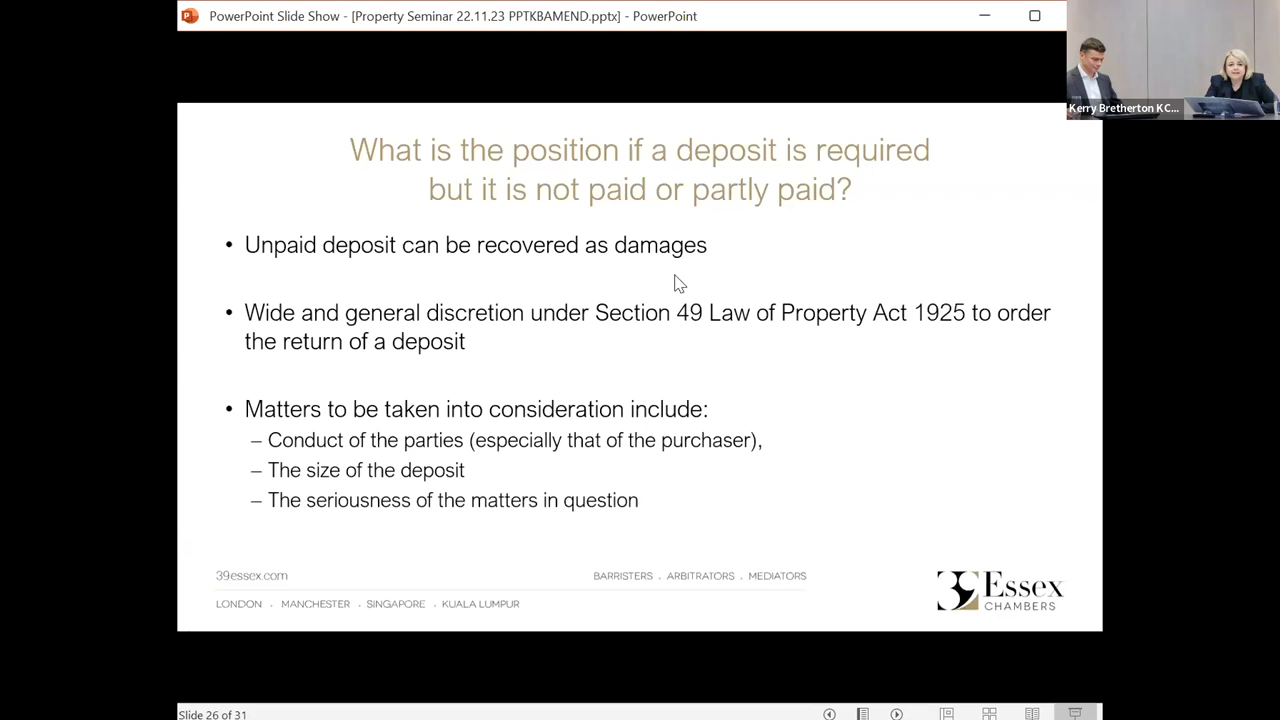 PowerPoint Slide Show - [Property Seminar 22.11.23 PPTKBAMEND.pptx] - PowerPoint
Kerry Bretherton KC...
What is the position if a deposit is required
but it is not paid or partly paid?
• Unpaid deposit can be recovered as damages
• Wide and general discretion under Section 49 Law of Property Act 1925 to order
the return of a deposit
• Matters to be taken into consideration include:
– Conduct of the parties (especially that of the purchaser),
– The size of the deposit
– The seriousness of the matters in question
39essex.com
BARRISTERS . ARBITRATORS . MEDIATORS
LONDON . MANCHESTER . SINGAPORE . KUALA LUMPUR
39 Essex
CHAMBERS
Slide 26 of 31